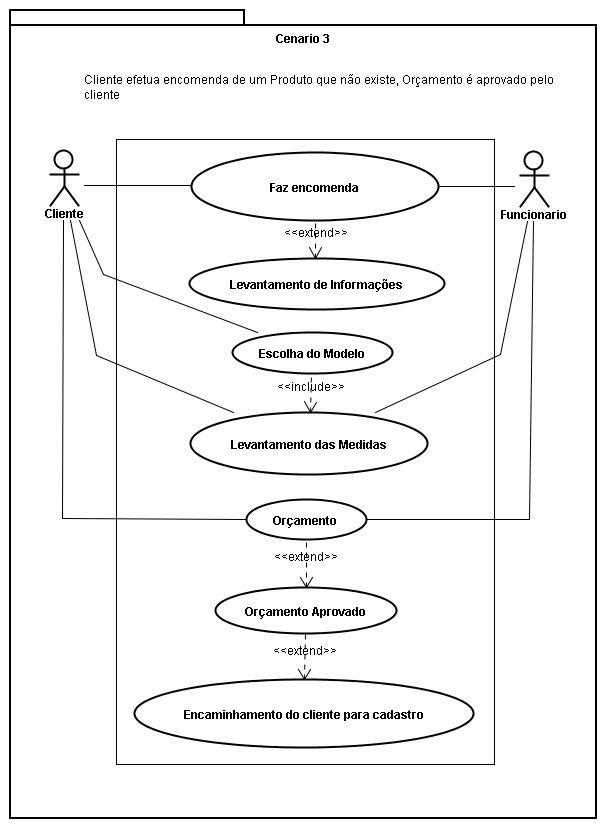 Cenario 3
Cliente efetua encomenda de um Produto que não existe, Orçamento é aprovado pelo
cliente
Faz encomenda
Cliente
Funcionario
<<extend>>
Levantamento de Informações
Escolha do Modelo
<<include>>
Levantamento das Medidas
Orçamento
<<extend>>
Orçamento Aprovado
<<extend>>
Encaminhamento do cliente para cadastro